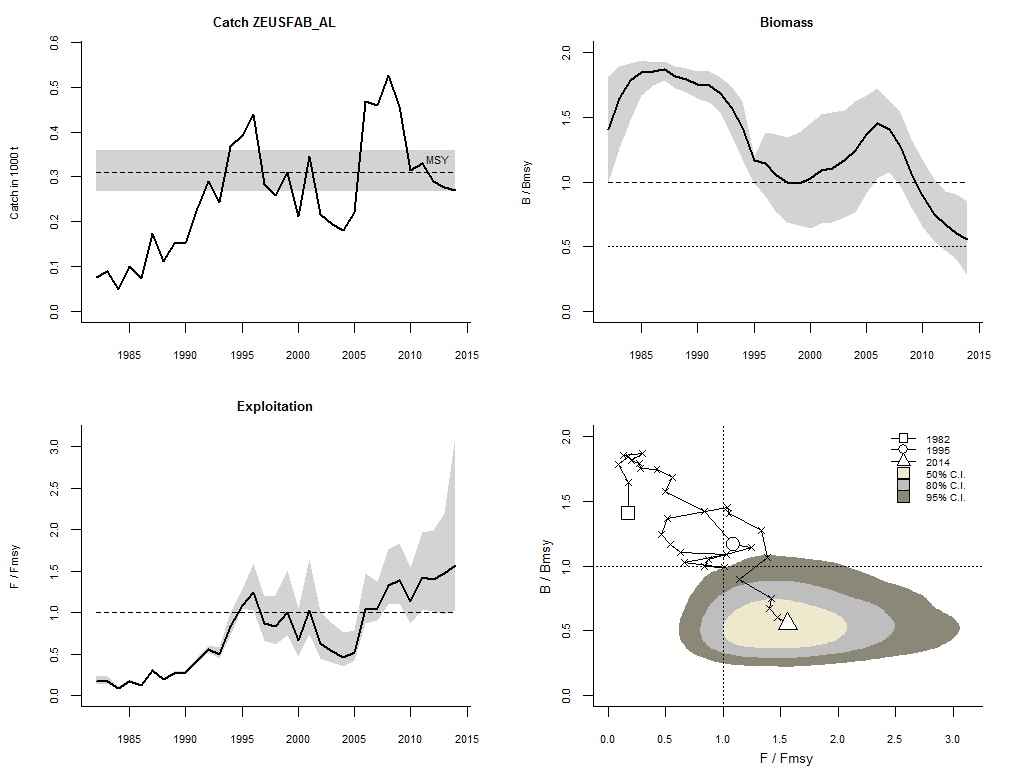 Catch ZEUSFAB_AL
Catch in 1000 t
0.0 0.1 0.2 0.3 0.4 0.5 0.6
MSY
1985 1990 1995 2000 2005 2010 2015
Biomass
B / Bmsy
0.0 0.5 1.0 1.5 2.0
1985 1990 1995 2000 2005 2010 2015
Exploitation
F / Fmsy
0.0 0.5 1.0 1.5 2.0 2.5 3.0
1985 1990 1995 2000 2005 2010 2015
B / Bmsy
0.0 0.5 1.0 1.5 2.0
1982
1995
2014
50% C.I.
80% C.I.
95% C.I.
0.0 0.5 1.0 1.5 2.0 2.5 3.0
F / Fmsy